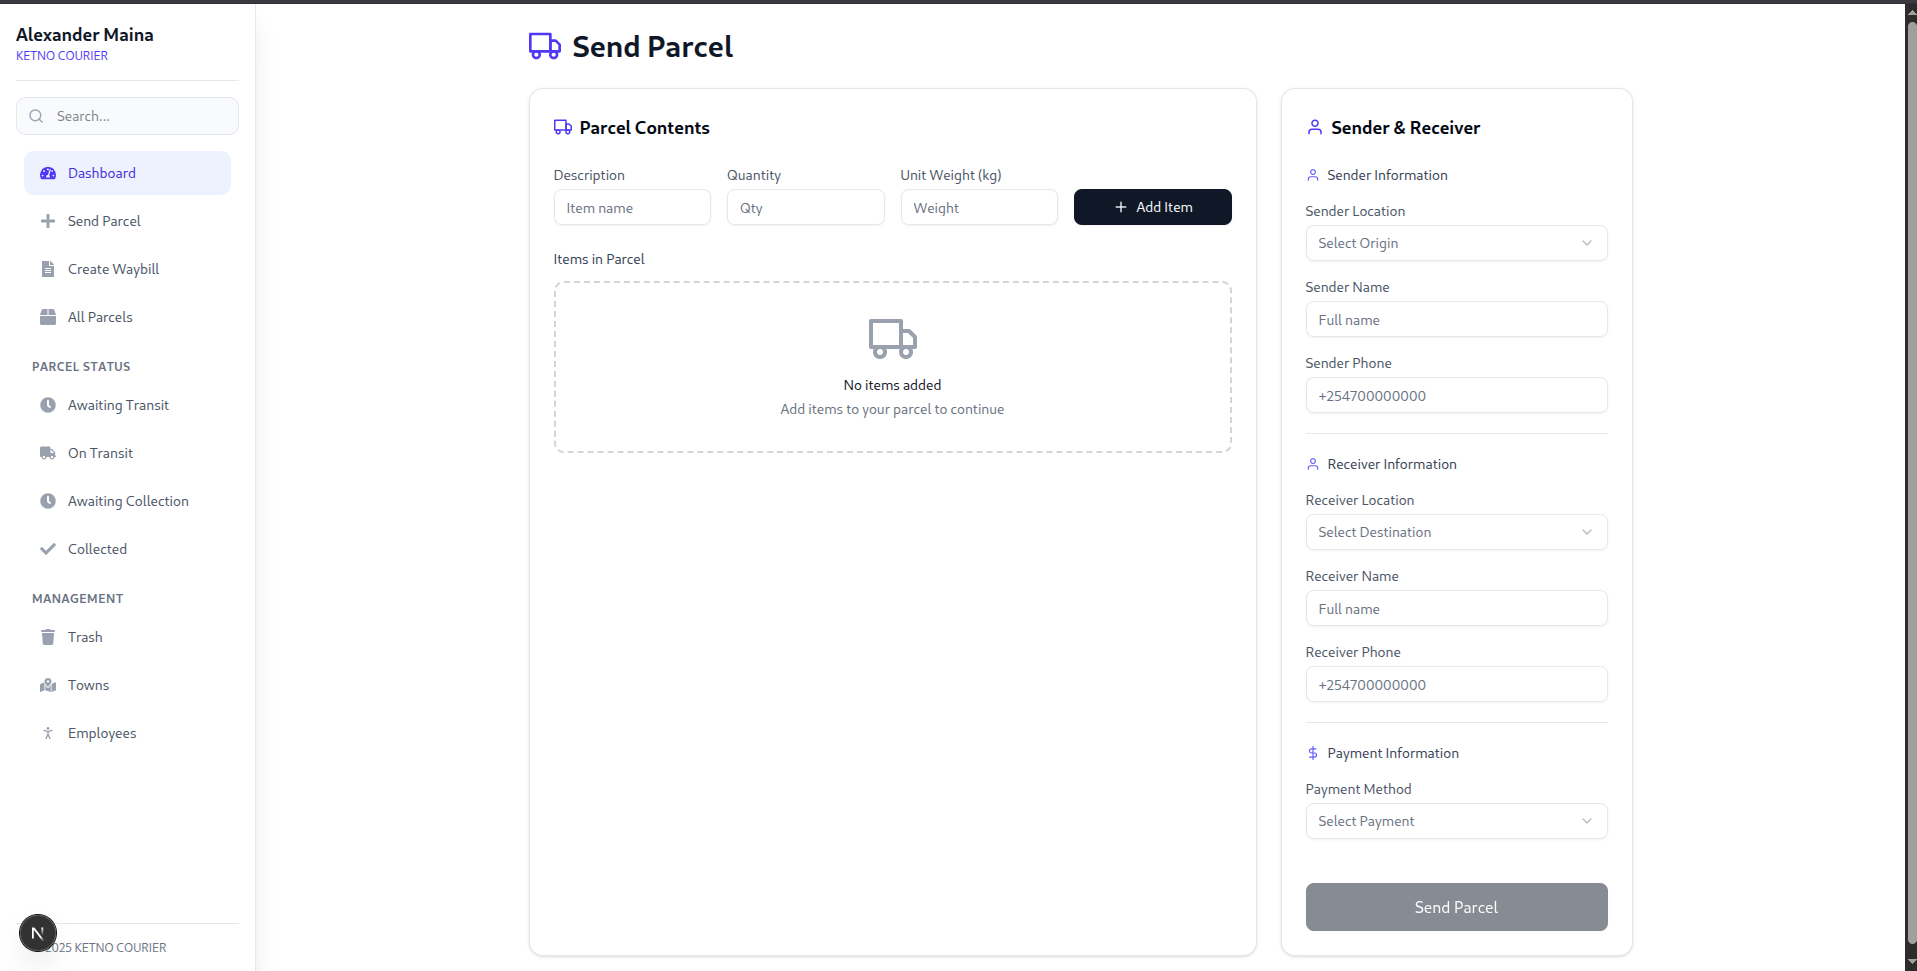 Alexander Maina
KETNO COURIER
Search...
Dashboard
Send Parcel
Create Waybill
All Parcels
PARCEL STATUS
Awaiting Transit
On Transit
Awaiting Collection
Collected
MANAGEMENT
Trash
Towns
Employees
N
2025 KETNO COURIER
Send Parcel
Parcel Contents
Description
Quantity
Unit Weight (kg)
Item name
Qty
Weight
Add Item
Items in Parcel
No items added
Add items to your parcel to continue
Sender & Receiver
Sender Information
Sender Location
Select Origin
Sender Name
Full name
Sender Phone
+254700000000
Receiver Information
Receiver Location
Select Destination
Receiver Name
Full name
Receiver Phone
+254700000000
$ Payment Information
Payment Method
Select Payment
Send Parcel